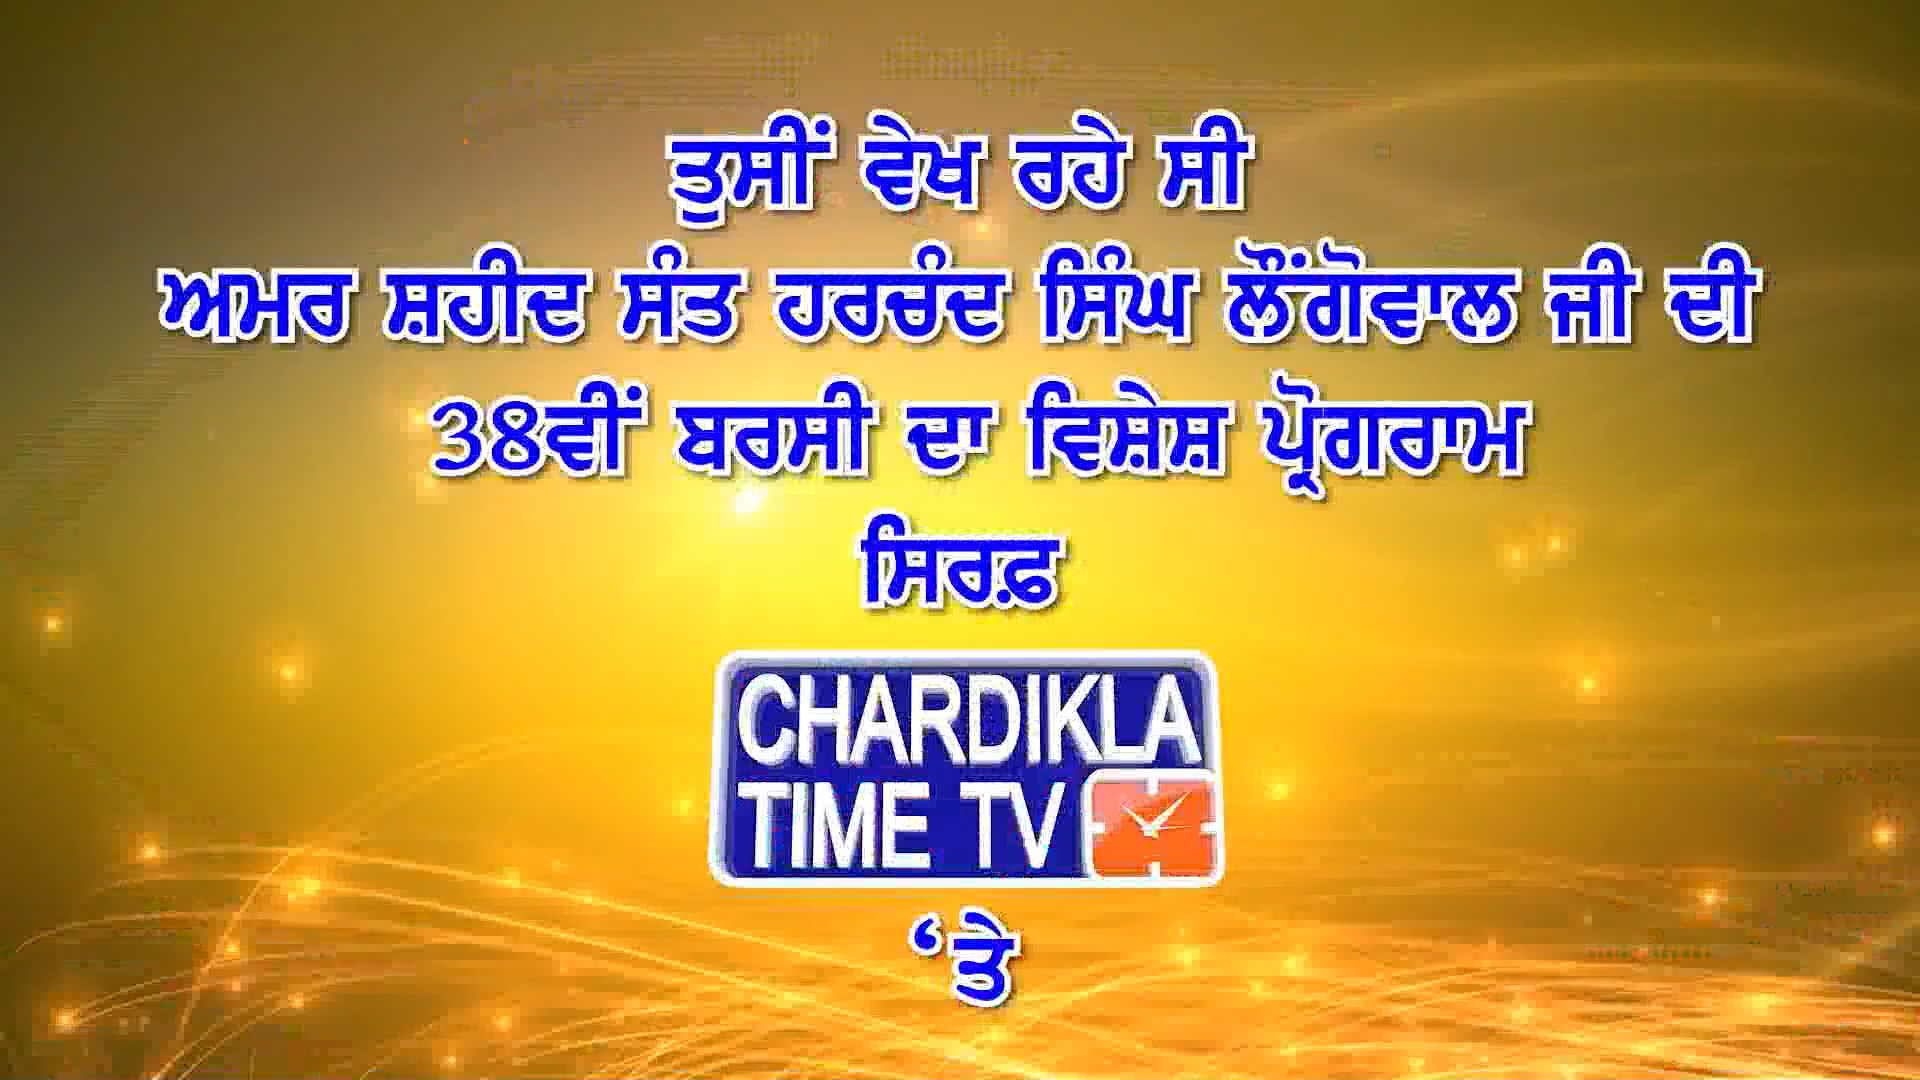 ਤੁਸੀਂ ਵੇਖ ਰਹੇ ਸੀ
ਅਮਰ ਸ਼ਹੀਦ ਸੰਤ ਹਰਚੰਦ ਸਿੰਘ ਲੌਂਗੋਵਾਲ ਜੀ ਦੀ
38ਵੀਂ ਬਰਸੀ ਦਾ ਵਿਸ਼ੇਸ਼ ਪ੍ਰੋਗਰਾਮ
ਸਿਰਫ਼
CHARDIKLA
TIME TV
‘ਤੇ